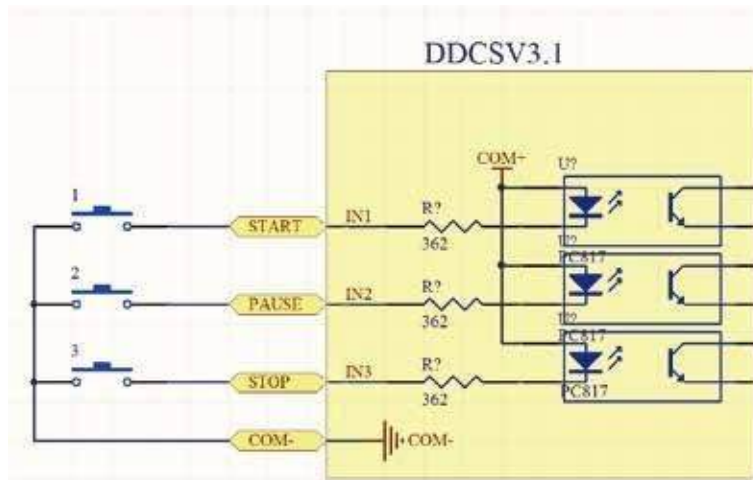 DDCSV3.1
COM+
U?
1
START
IN1
R?
362
U?
PC817
2
PAUSE
IN2
R?
362
U?
PC817
3
STOP
IN3
R?
362
PC817
COM-
COM-